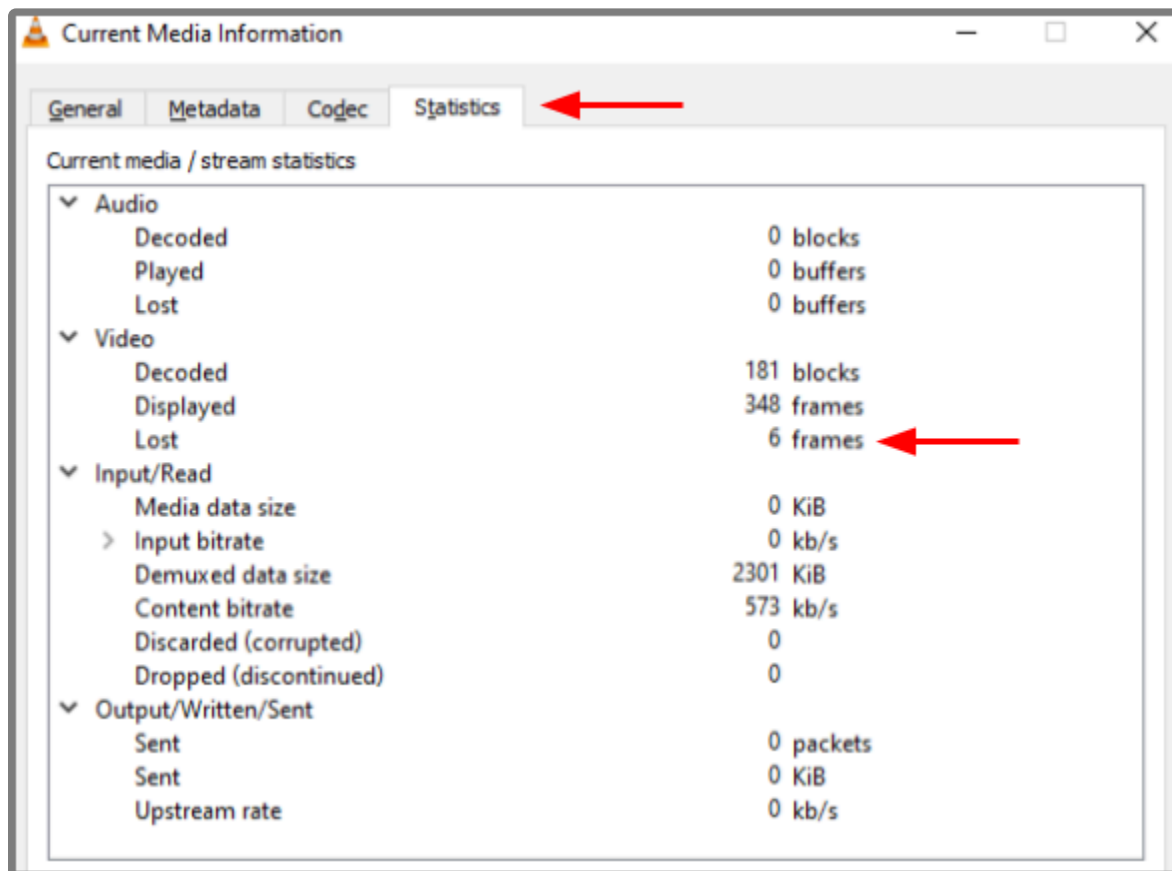 Current Media Information
General Metadata Codec Statistics
Current media / stream statistics
Audio
Decoded 0 blocks
Played 0 buffers
Lost 0 buffers
Video
Decoded 181 blocks
Displayed 348 frames
Lost 6 frames
Input/Read
Media data size 0 KiB
Input bitrate 0 kb/s
Demuxed data size 2301 KiB
Content bitrate 573 kb/s
Discarded (corrupted) 0
Dropped (discontinued) 0
Output/Written/Sent
Sent 0 packets
Sent 0 KiB
Upstream rate 0 kb/s